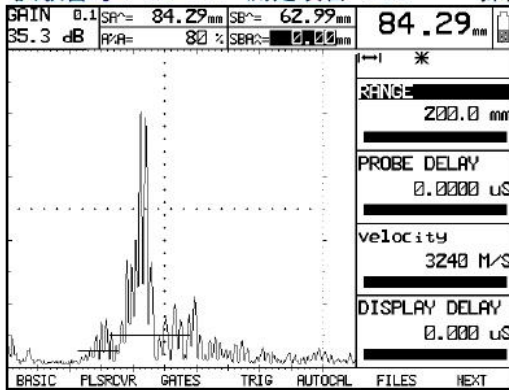 GAIN 0.1 SA^= 84.29mm SB^= 62.99mm 84.29mm
35.3 dB A%A= 80 % SBA^= 0.00mm
RANGE
200.0 mm
PROBE DELAY
0.0000 uS
velocity
3240 M/S
DISPLAY DELAY
0.000 uS
BASIC PLSRCVR GATES TRIG AUTOCAL FILES NEXT